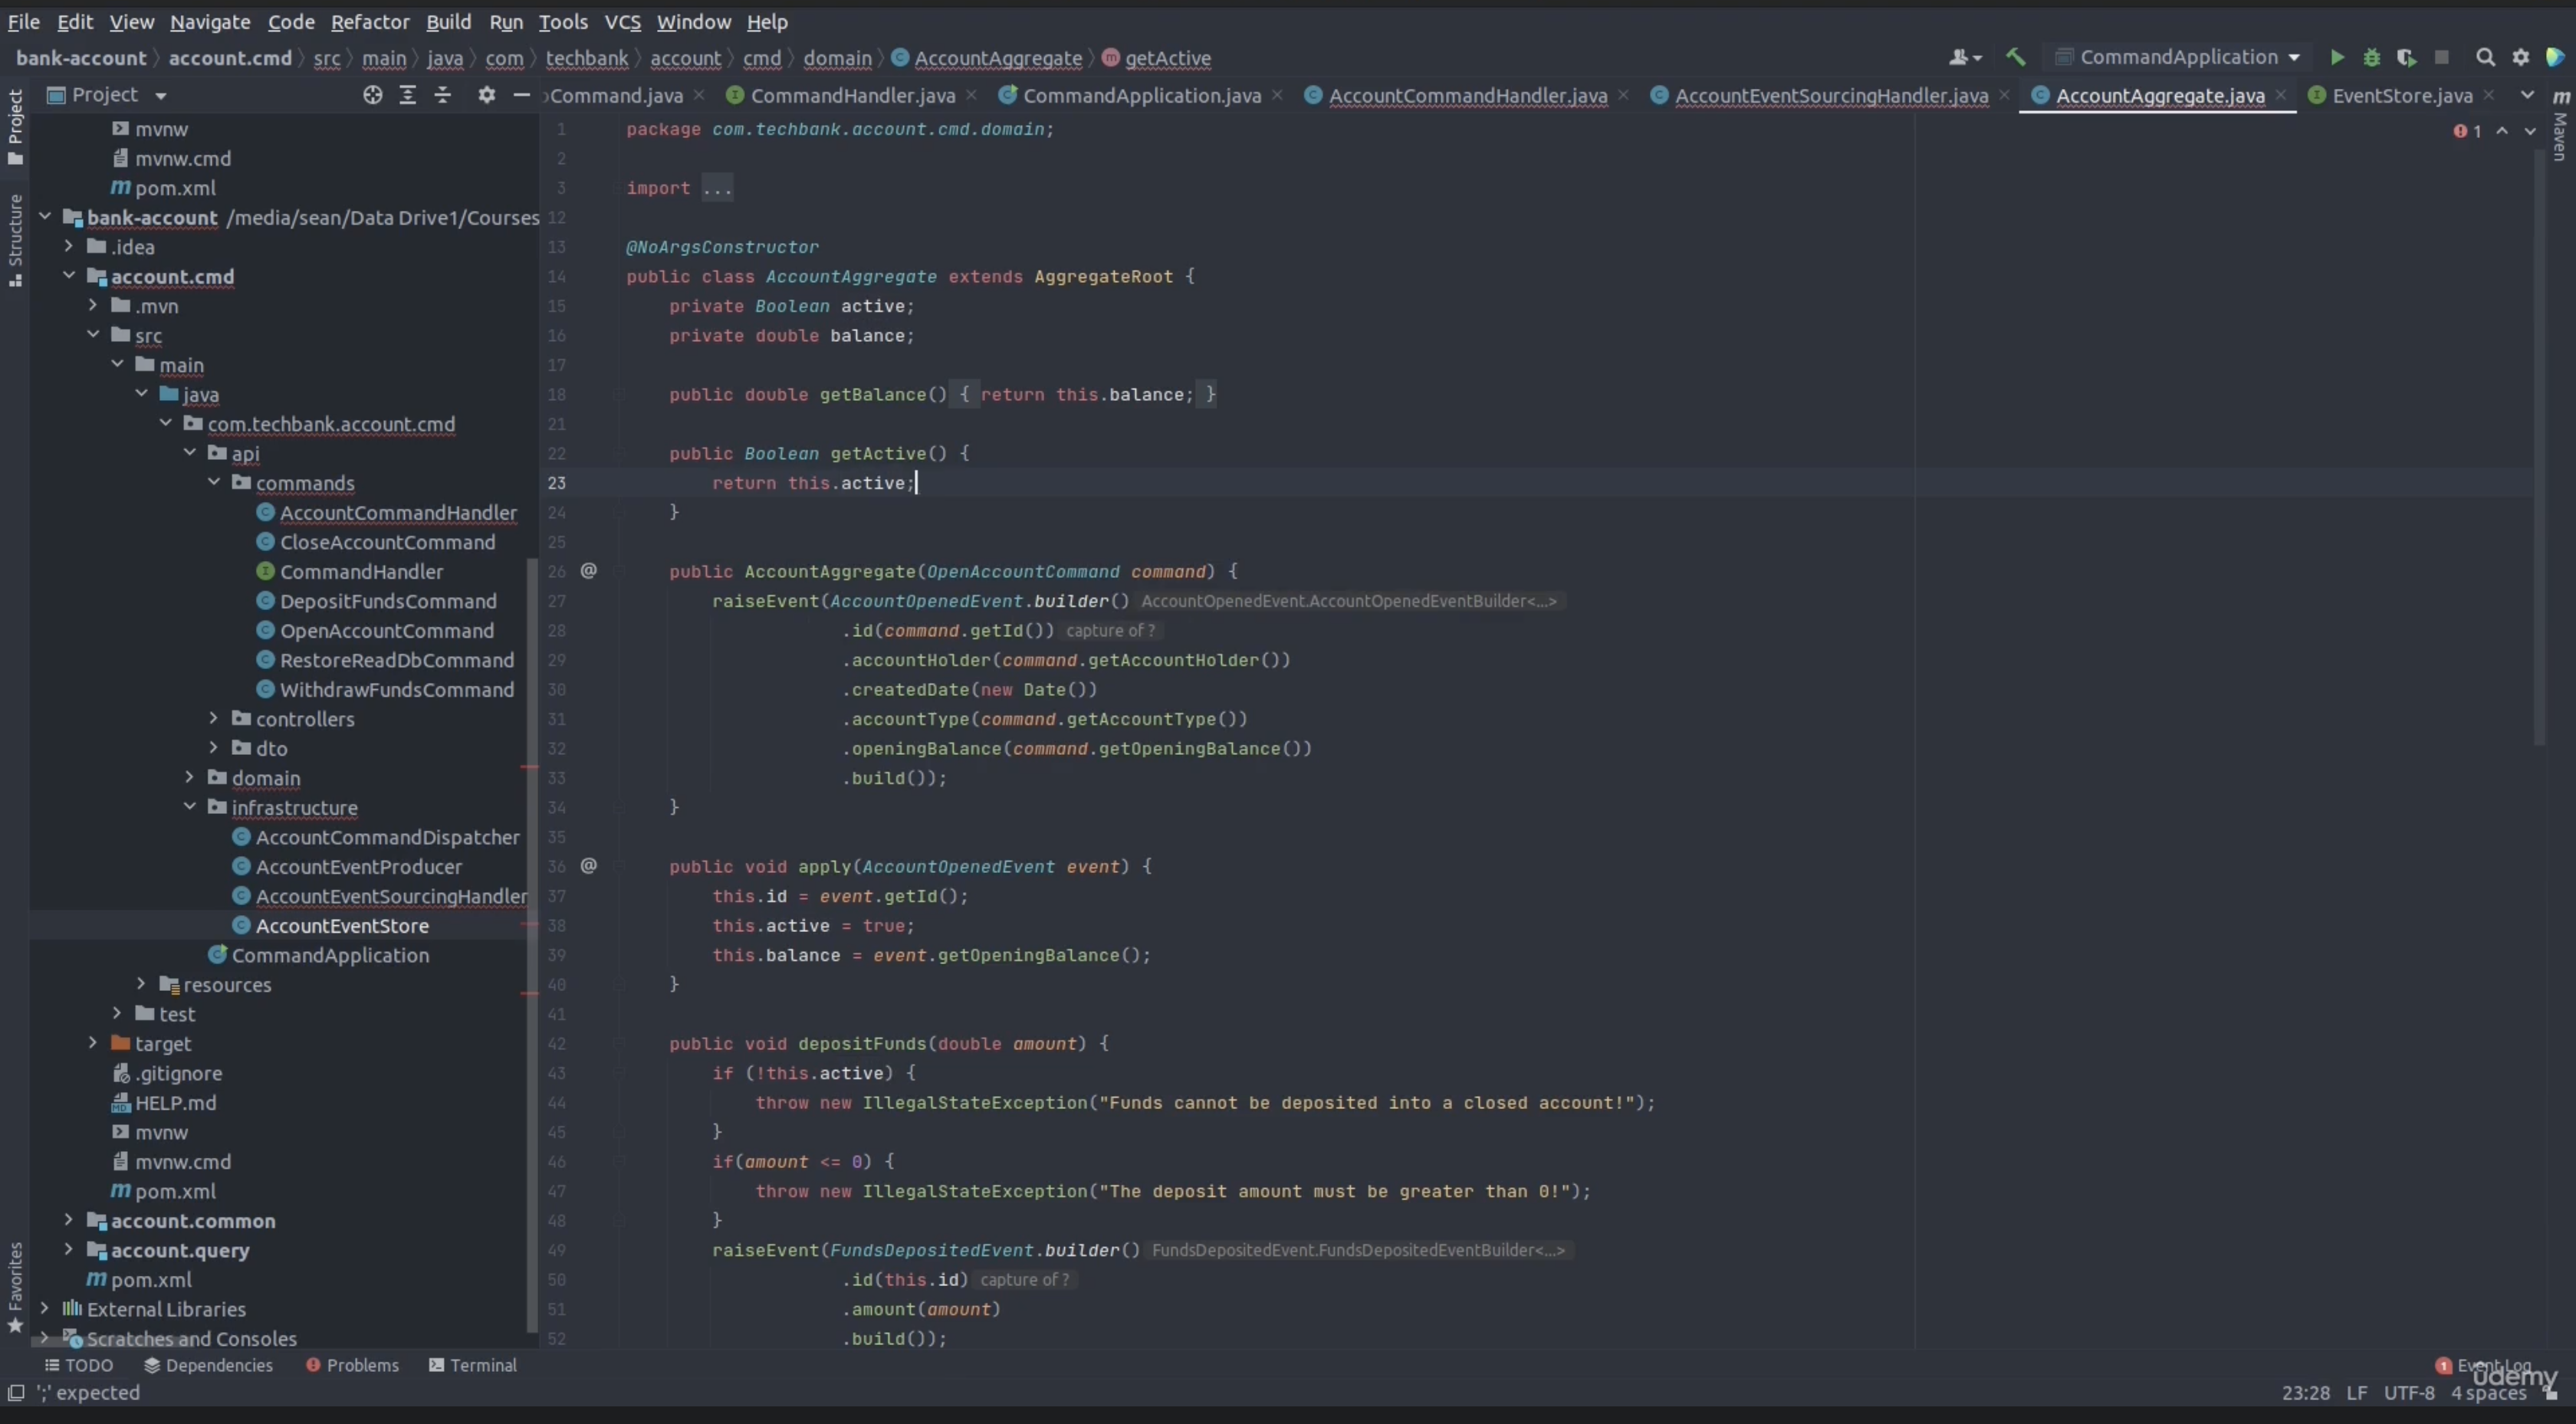 File Edit View Navigate Code Refactor Build Run Tools VCS Window Help
bank-account account.cmd src main java com techbank account cmd domain AccountAggregate getActive CommandApplication
Project
Command.java CommandHandler.java CommandApplication.java AccountCommandHandler.java AccountEventSourcingHandler.java AccountAggregate.java EventStore.java
Project
Structure
Favorites
Maven
1
mvnw
mvnw.cmd
pom.xml
bank-account /media/sean/Data Drive1/Courses
.idea
account.cmd
.mvn
src
main
java
com.techbank.account.cmd
api
commands
AccountCommandHandler
CloseAccountCommand
CommandHandler
DepositFundsCommand
OpenAccountCommand
RestoreReadDbCommand
WithdrawFundsCommand
controllers
dto
domain
infrastructure
AccountCommandDispatcher
AccountEventProducer
AccountEventSourcingHandler
AccountEventStore
CommandApplication
resources
test
target
.gitignore
HELP.md
mvnw
mvnw.cmd
pom.xml
account.common
account.query
pom.xml
External Libraries
Scratches and Consoles
1 package com.techbank.account.cmd.domain;
2
3 import ...
12
13 @NoArgsConstructor
14 public class AccountAggregate extends AggregateRoot {
15 private Boolean active;
16 private double balance;
17
18 public double getBalance() { return this.balance; }
21
22 public Boolean getActive() {
23 return this.active;
24 }
25
26 @ public AccountAggregate(OpenAccountCommand command) {
27 raiseEvent(AccountOpenedEvent.builder() AccountOpenedEvent.AccountOpenedEventBuilder<...>
28 .id(command.getId()) capture of ?
29 .accountHolder(command.getAccountHolder())
30 .createdDate(new Date())
31 .accountType(command.getAccountType())
32 .openingBalance(command.getOpeningBalance())
33 .build());
34 }
35
36 @ public void apply(AccountOpenedEvent event) {
37 this.id = event.getId();
38 this.active = true;
39 this.balance = event.getOpeningBalance();
40 }
41
42 public void depositFunds(double amount) {
43 if (!this.active) {
44 throw new IllegalStateException("Funds cannot be deposited into a closed account!");
45 }
46 if(amount <= 0) {
47 throw new IllegalStateException("The deposit amount must be greater than 0!");
48 }
49 raiseEvent(FundsDepositedEvent.builder() FundsDepositedEvent.FundsDepositedEventBuilder<...>
50 .id(this.id) capture of ?
51 .amount(amount)
52 .build());
TODO Dependencies Problems Terminal 1 Event Log
udemy
';' expected 23:28 LF UTF-8 4 spaces